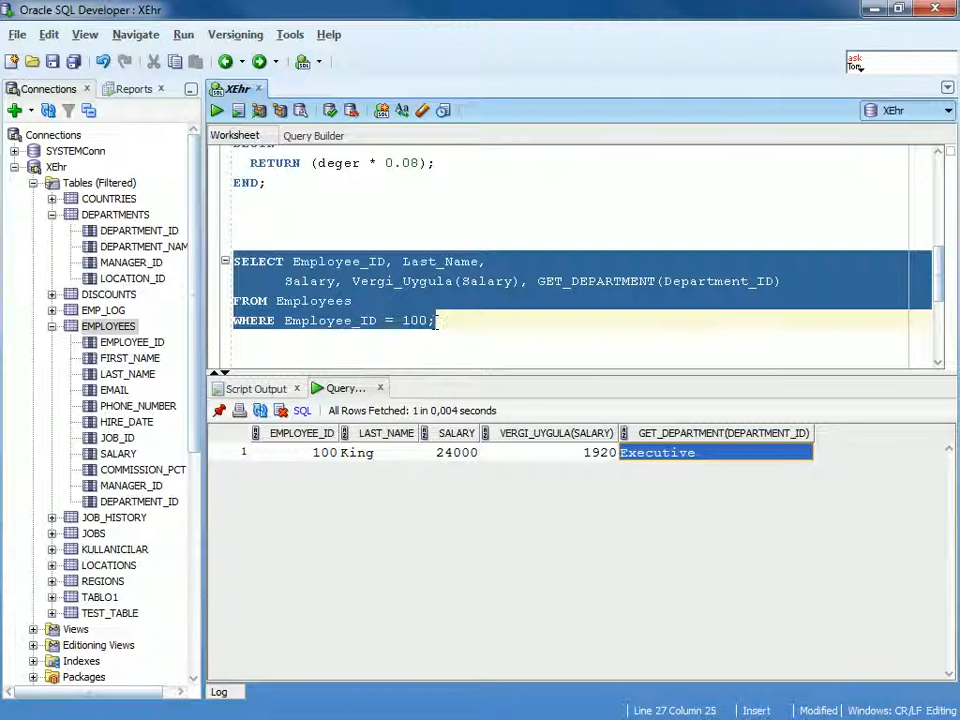 Oracle SQL Developer : XEhr
File Edit View Navigate Run Versioning Tools Help
ask
Tom
Connections Reports XEhr
XEhr
Worksheet Query Builder
Connections
SYSTEMConn
XEhr
Tables (Filtered)
COUNTRIES
DEPARTMENTS
DEPARTMENT_ID
DEPARTMENT_NAM
MANAGER_ID
LOCATION_ID
DISCOUNTS
EMP_LOG
EMPLOYEES
EMPLOYEE_ID
FIRST_NAME
LAST_NAME
EMAIL
PHONE_NUMBER
HIRE_DATE
JOB_ID
SALARY
COMMISSION_PCT
MANAGER_ID
DEPARTMENT_ID
JOB_HISTORY
JOBS
KULLANICILAR
LOCATIONS
REGIONS
TABLO1
TEST_TABLE
Views
Editioning Views
Indexes
Packages
BEGIN
RETURN (deger * 0.08);
END;
SELECT Employee_ID, Last_Name,
Salary, Vergi_Uygula(Salary), GET_DEPARTMENT(Department_ID)
FROM Employees
WHERE Employee_ID = 100;
Script Output Query...
SQL All Rows Fetched: 1 in 0,004 seconds
EMPLOYEE_ID LAST_NAME SALARY VERGI_UYGULA(SALARY) GET_DEPARTMENT(DEPARTMENT_ID)
1 100 King 24000 1920 Executive
Log
Line 27 Column 25 Insert Modified Windows: CR/LF Editing